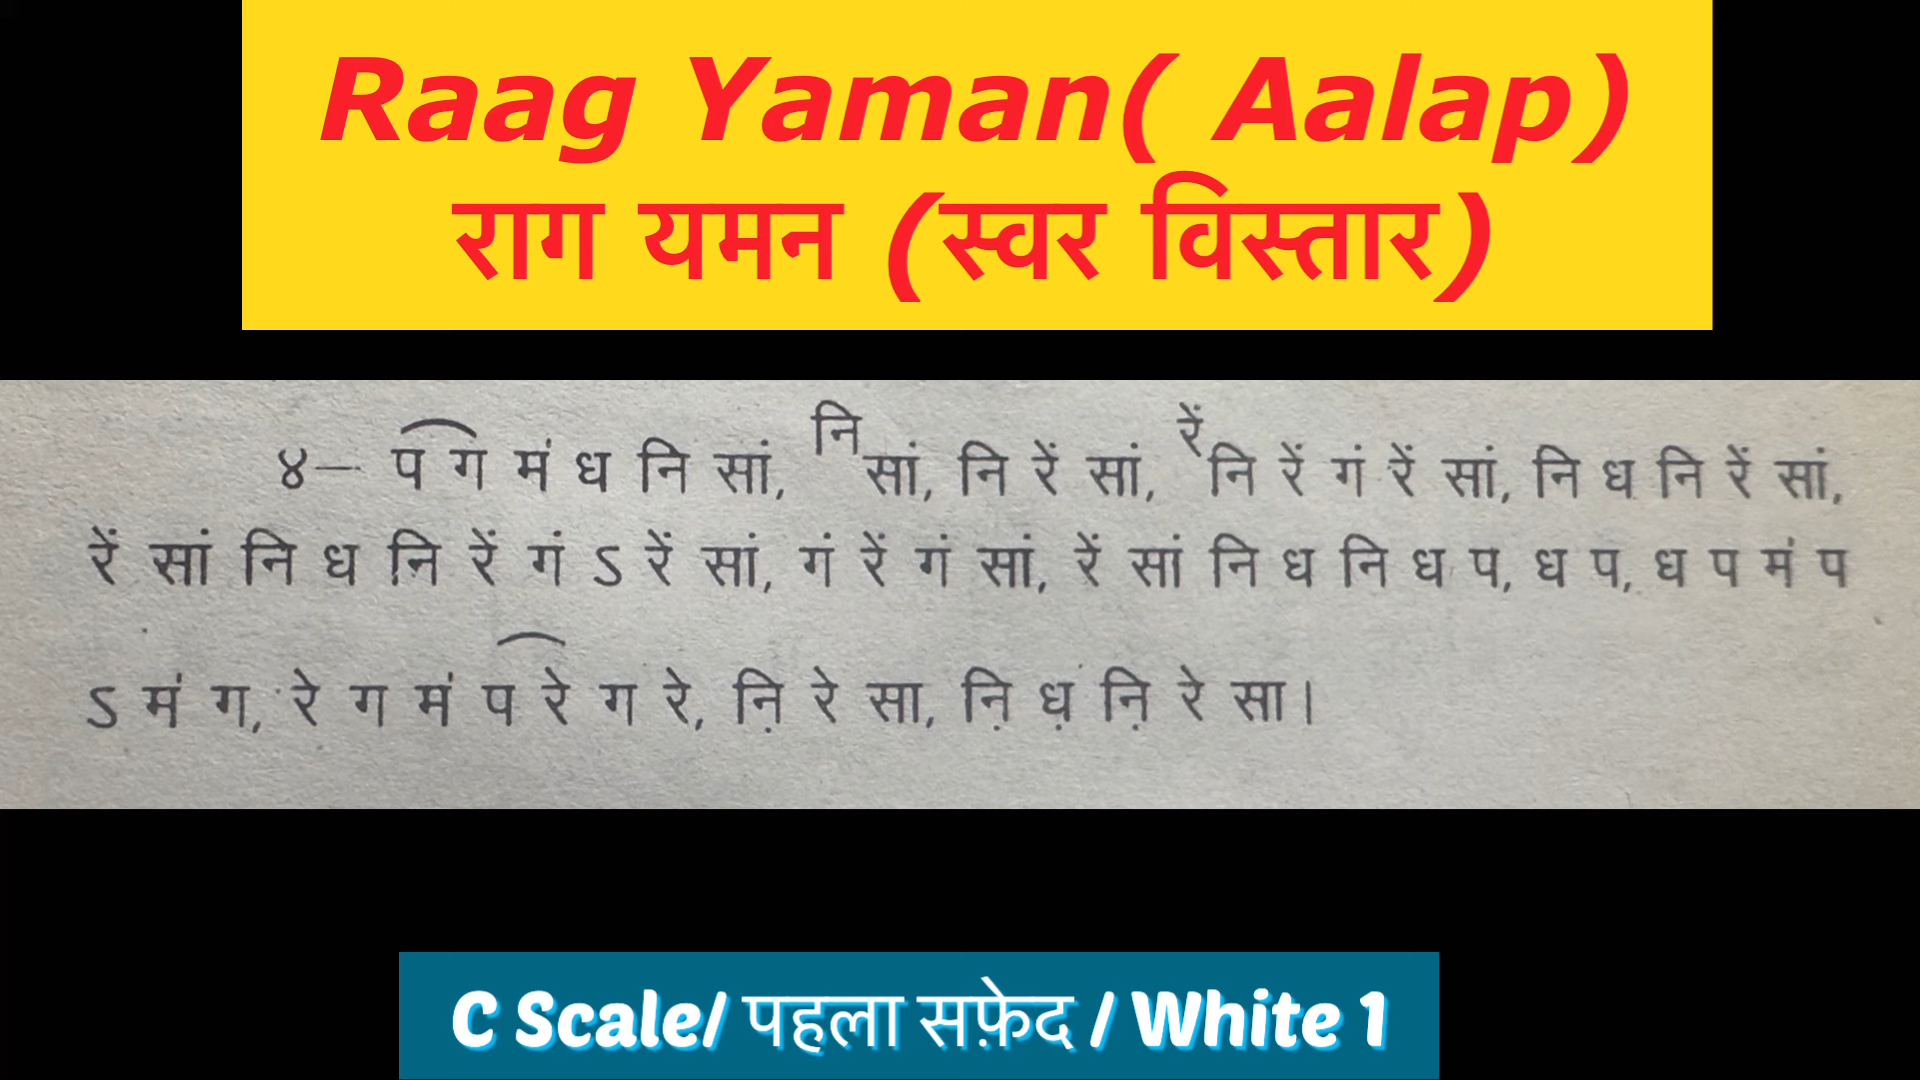 Raag Yaman( Aalap)
राग यमन (स्वर विस्तार)
४— प ग म॑ ध नि सां, नि सां, नि रें सां, रें नि रें गं रें सां, नि ध नि रें सां,
रें सां नि ध नि रें गं ऽ रें सां, गं रें गं सां, रें सां नि ध नि ध प, ध प, ध प म॑ प
ऽ म॑ ग, रे ग म॑ प रे ग रे, नि़ रे सा, नि़ ध़ नि़ रे सा।
C Scale/ पहला सफ़ेद / White 1